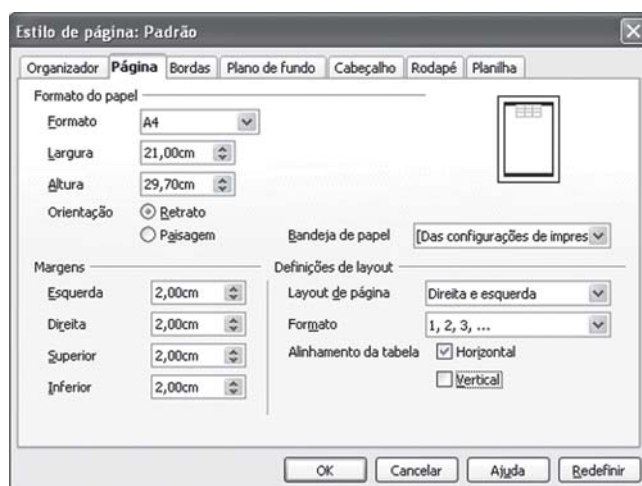 Estilo de página: Padrão
Organizador Página Bordas Plano de fundo Cabeçalho Rodapé Planilha
Formato do papel
Formato A4
Largura 21,00cm
Altura 29,70cm
Orientação Retrato
Paisagem
Bandeja de papel [Das configurações de impres
Margens
Esquerda 2,00cm
Direita 2,00cm
Superior 2,00cm
Inferior 2,00cm
Definições de layout
Layout de página Direita e esquerda
Formato 1, 2, 3, ...
Alinhamento da tabela Horizontal
Vertical
OK Cancelar Ajuda Redefinir